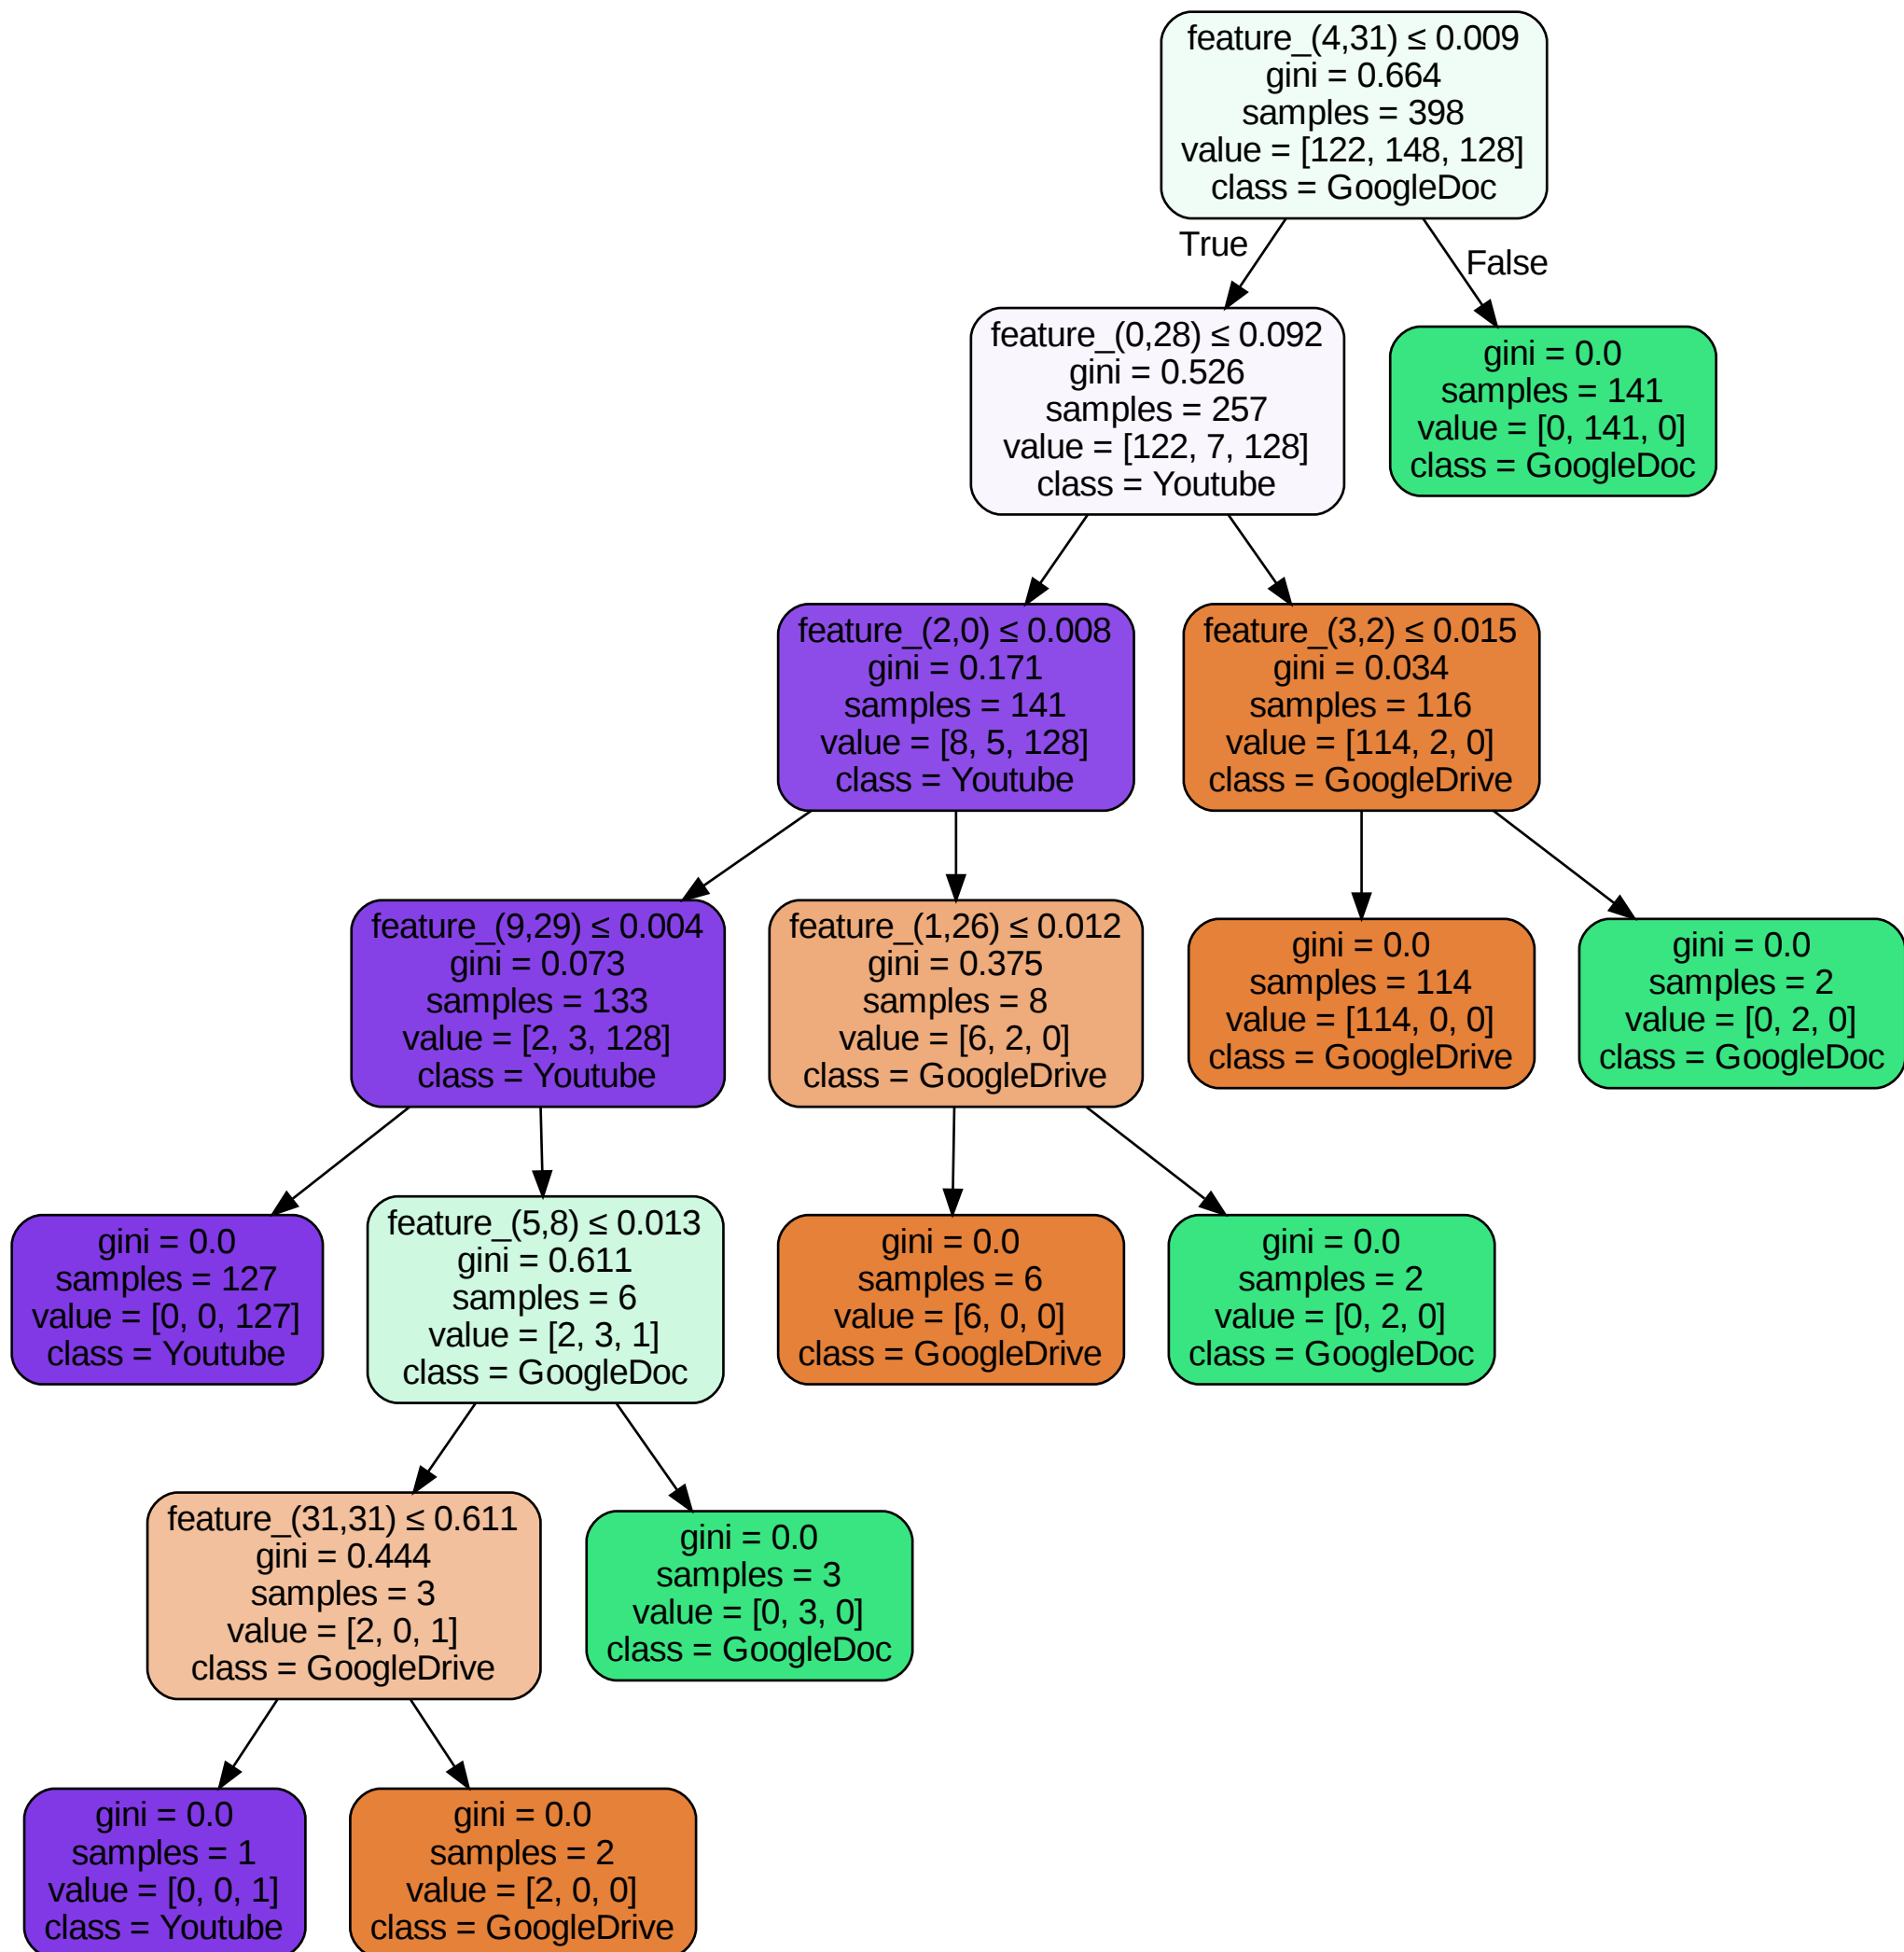 feature_(4,31) ≤ 0.009
gini = 0.664
samples = 398
value = [122, 148, 128]
class = GoogleDoc
True
False
feature_(0,28) ≤ 0.092
gini = 0.526
samples = 257
value = [122, 7, 128]
class = Youtube
gini = 0.0
samples = 141
value = [0, 141, 0]
class = GoogleDoc
feature_(2,0) ≤ 0.008
gini = 0.171
samples = 141
value = [8, 5, 128]
class = Youtube
feature_(3,2) ≤ 0.015
gini = 0.034
samples = 116
value = [114, 2, 0]
class = GoogleDrive
feature_(9,29) ≤ 0.004
gini = 0.073
samples = 133
value = [2, 3, 128]
class = Youtube
feature_(1,26) ≤ 0.012
gini = 0.375
samples = 8
value = [6, 2, 0]
class = GoogleDrive
gini = 0.0
samples = 114
value = [114, 0, 0]
class = GoogleDrive
gini = 0.0
samples = 2
value = [0, 2, 0]
class = GoogleDoc
gini = 0.0
samples = 127
value = [0, 0, 127]
class = Youtube
feature_(5,8) ≤ 0.013
gini = 0.611
samples = 6
value = [2, 3, 1]
class = GoogleDoc
gini = 0.0
samples = 6
value = [6, 0, 0]
class = GoogleDrive
gini = 0.0
samples = 2
value = [0, 2, 0]
class = GoogleDoc
feature_(31,31) ≤ 0.611
gini = 0.444
samples = 3
value = [2, 0, 1]
class = GoogleDrive
gini = 0.0
samples = 3
value = [0, 3, 0]
class = GoogleDoc
gini = 0.0
samples = 1
value = [0, 0, 1]
class = Youtube
gini = 0.0
samples = 2
value = [2, 0, 0]
class = GoogleDrive